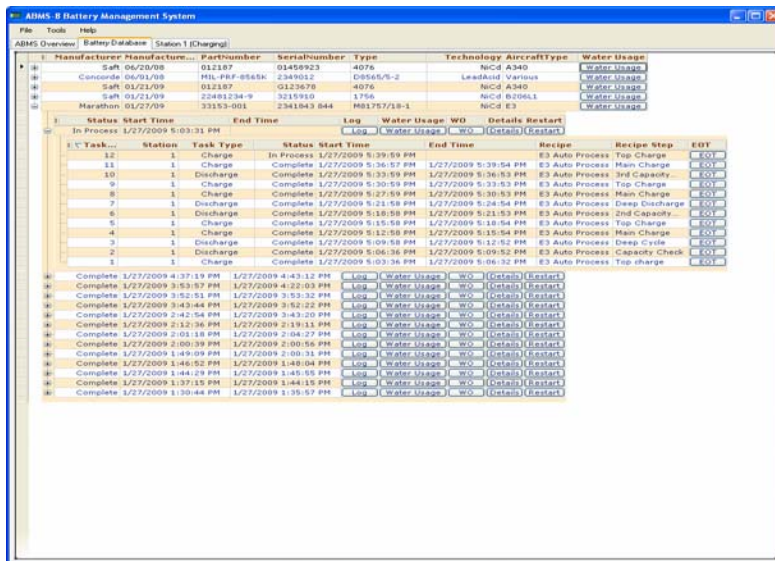 ABMS-B Battery Management System
File Tools Help
ABMS Overview Battery Database Station 1 (Charging)
Manufacturer Manufacture... PartNumber SerialNumber Type Technology AircraftType Water Usage
Saft 06/20/08 012187 01458923 4076 NiCd A340 Water Usage
Concorde 06/01/08 MIL-PRF-8565K 2349012 D8565/5-2 LeadAcid Various Water Usage
Saft 01/21/09 012187 G123678 4076 NiCd A340 Water Usage
Saft 01/21/09 22481234-9 3215910 1756 NiCd B206L1 Water Usage
Marathon 01/27/09 33153-001 2341843 844 M81757/18-1 NiCd E3 Water Usage
Status Start Time End Time Log Water Usage WO Details Restart
In Process 1/27/2009 5:03:31 PM Log Water Usage WO Details Restart
Task... Station Task Type Status Start Time End Time Recipe Recipe Step EOT
12 1 Charge In Process 1/27/2009 5:39:59 PM E3 Auto Process Top Charge EOT
11 1 Charge Complete 1/27/2009 5:36:57 PM 1/27/2009 5:39:54 PM E3 Auto Process Main Charge EOT
10 1 Discharge Complete 1/27/2009 5:33:59 PM 1/27/2009 5:36:53 PM E3 Auto Process 3rd Capacity... EOT
9 1 Charge Complete 1/27/2009 5:30:59 PM 1/27/2009 5:33:53 PM E3 Auto Process Top Charge EOT
8 1 Charge Complete 1/27/2009 5:27:59 PM 1/27/2009 5:30:53 PM E3 Auto Process Main Charge EOT
7 1 Discharge Complete 1/27/2009 5:21:58 PM 1/27/2009 5:24:54 PM E3 Auto Process Deep Discharge EOT
6 1 Discharge Complete 1/27/2009 5:18:58 PM 1/27/2009 5:21:53 PM E3 Auto Process 2nd Capacity... EOT
5 1 Charge Complete 1/27/2009 5:15:58 PM 1/27/2009 5:18:54 PM E3 Auto Process Top Charge EOT
4 1 Charge Complete 1/27/2009 5:12:58 PM 1/27/2009 5:15:54 PM E3 Auto Process Main Charge EOT
3 1 Discharge Complete 1/27/2009 5:09:58 PM 1/27/2009 5:12:52 PM E3 Auto Process Deep Cycle EOT
2 1 Discharge Complete 1/27/2009 5:06:36 PM 1/27/2009 5:09:52 PM E3 Auto Process Capacity Check EOT
1 1 Charge Complete 1/27/2009 5:03:36 PM 1/27/2009 5:06:32 PM E3 Auto Process Top charge EOT
Complete 1/27/2009 4:37:19 PM 1/27/2009 4:43:12 PM Log Water Usage WO Details Restart
Complete 1/27/2009 3:53:57 PM 1/27/2009 4:22:03 PM Log Water Usage WO Details Restart
Complete 1/27/2009 3:52:51 PM 1/27/2009 3:53:32 PM Log Water Usage WO Details Restart
Complete 1/27/2009 3:43:44 PM 1/27/2009 3:52:22 PM Log Water Usage WO Details Restart
Complete 1/27/2009 2:42:54 PM 1/27/2009 3:43:20 PM Log Water Usage WO Details Restart
Complete 1/27/2009 2:12:36 PM 1/27/2009 2:19:11 PM Log Water Usage WO Details Restart
Complete 1/27/2009 2:01:18 PM 1/27/2009 2:04:27 PM Log Water Usage WO Details Restart
Complete 1/27/2009 2:00:39 PM 1/27/2009 2:00:56 PM Log Water Usage WO Details Restart
Complete 1/27/2009 1:49:09 PM 1/27/2009 2:00:31 PM Log Water Usage WO Details Restart
Complete 1/27/2009 1:46:52 PM 1/27/2009 1:48:04 PM Log Water Usage WO Details Restart
Complete 1/27/2009 1:44:29 PM 1/27/2009 1:45:55 PM Log Water Usage WO Details Restart
Complete 1/27/2009 1:37:15 PM 1/27/2009 1:44:15 PM Log Water Usage WO Details Restart
Complete 1/27/2009 1:30:44 PM 1/27/2009 1:35:57 PM Log Water Usage WO Details Restart